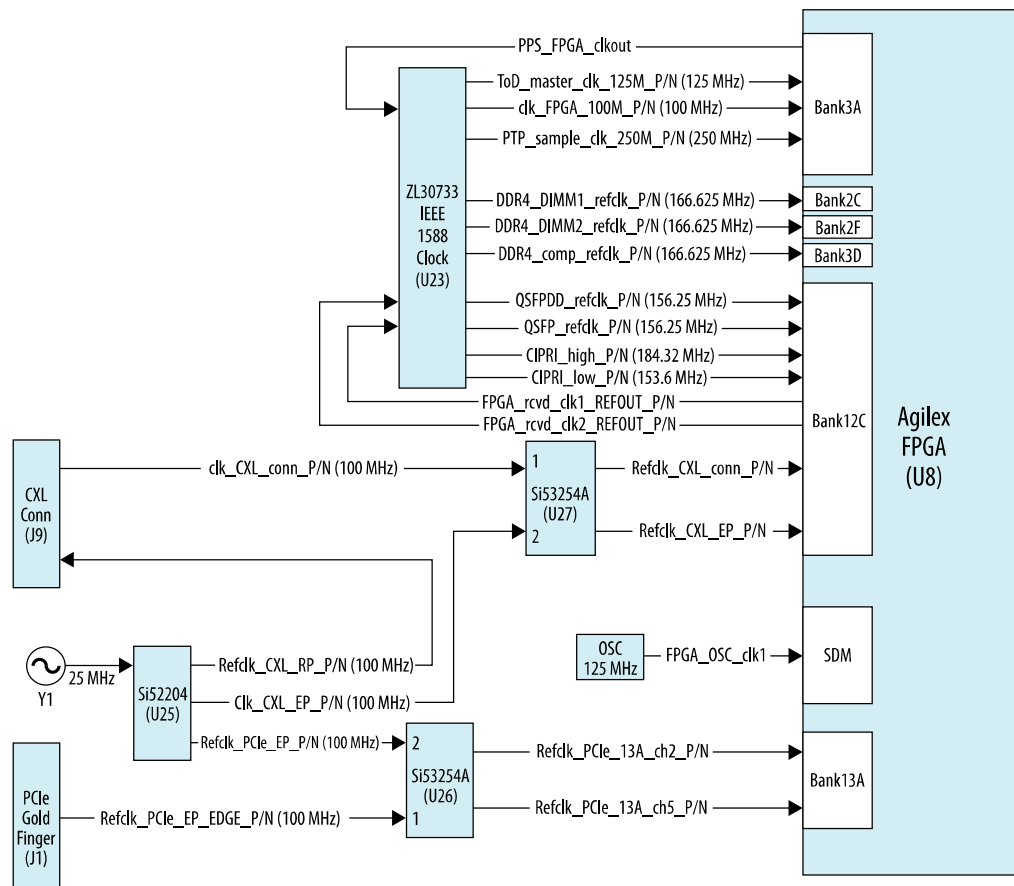 PPS_FPGA_clkout
ToD_master_clk_125M_P/N (125 MHz)
clk_FPGA_100M_P/N (100 MHz)
PTP_sample_clk_250M_P/N (250 MHz)
Bank3A
ZL30733
IEEE
1588
Clock
(U23)
DDR4_DIMM1_refclk_P/N (166.625 MHz)
Bank2C
DDR4_DIMM2_refclk_P/N (166.625 MHz)
Bank2F
DDR4_comp_refclk_P/N (166.625 MHz)
Bank3D
QSFPDD_refclk_P/N (156.25 MHz)
QSFP_refclk_P/N (156.25 MHz)
CIPRI_high_P/N (184.32 MHz)
CIPRI_low_P/N (153.6 MHz)
FPGA_rcvd_clk1_REFOUT_P/N
FPGA_rcvd_clk2_REFOUT_P/N
Bank12C
Agilex
FPGA
(U8)
CXL
Conn
(J9)
clk_CXL_conn_P/N (100 MHz)
1
Si53254A
(U27)
2
Refclk_CXL_conn_P/N
Refclk_CXL_EP_P/N
Y1
25 MHz
Si52204
(U25)
Refclk_CXL_RP_P/N (100 MHz)
Clk_CXL_EP_P/N (100 MHz)
Refclk_PCIe_EP_P/N (100 MHz)
OSC
125 MHz
FPGA_OSC_clk1
SDM
PCIe
Gold
Finger
(J1)
Refclk_PCIe_EP_EDGE_P/N (100 MHz)
2
Si53254A
(U26)
1
Refclk_PCIe_13A_ch2_P/N
Refclk_PCIe_13A_ch5_P/N
Bank13A